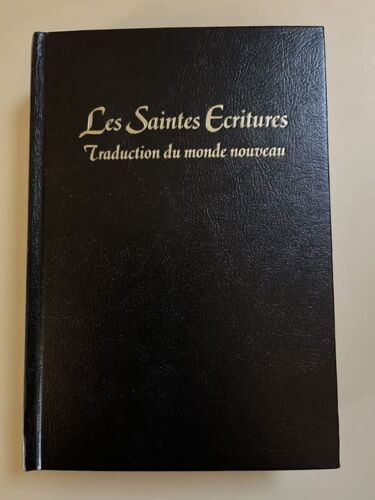 Les Saintes Ecritures
Traduction du monde nouveau